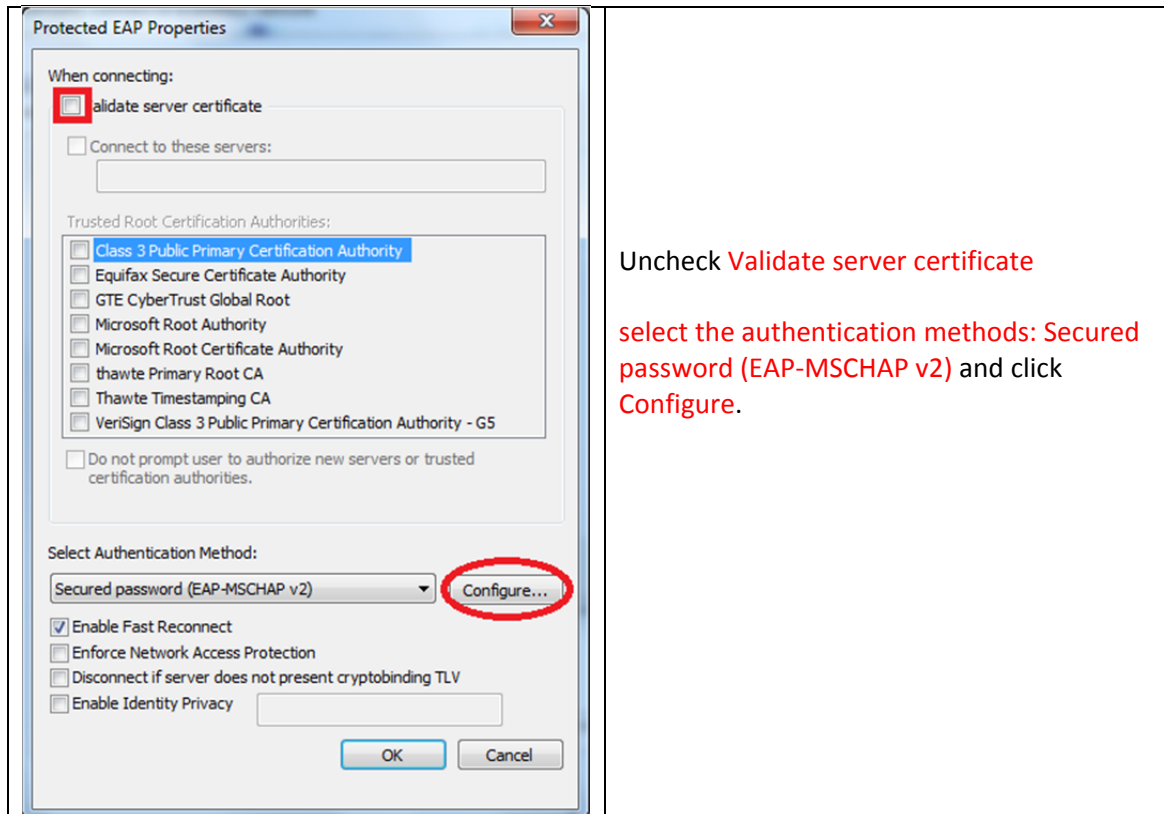 Protected EAP Properties
When connecting:
alidate server certificate
Connect to these servers:
Trusted Root Certification Authorities:
Class 3 Public Primary Certification Authority
Equifax Secure Certificate Authority
GTE CyberTrust Global Root
Microsoft Root Authority
Microsoft Root Certificate Authority
thawte Primary Root CA
Thawte Timestamping CA
VeriSign Class 3 Public Primary Certification Authority - G5
Do not prompt user to authorize new servers or trusted
certification authorities.
Select Authentication Method:
Secured password (EAP-MSCHAP v2)
Configure...
Enable Fast Reconnect
Enforce Network Access Protection
Disconnect if server does not present cryptobinding TLV
Enable Identity Privacy
OK
Cancel
Uncheck Validate server certificate
select the authentication methods: Secured
password (EAP-MSCHAP v2) and click
Configure.